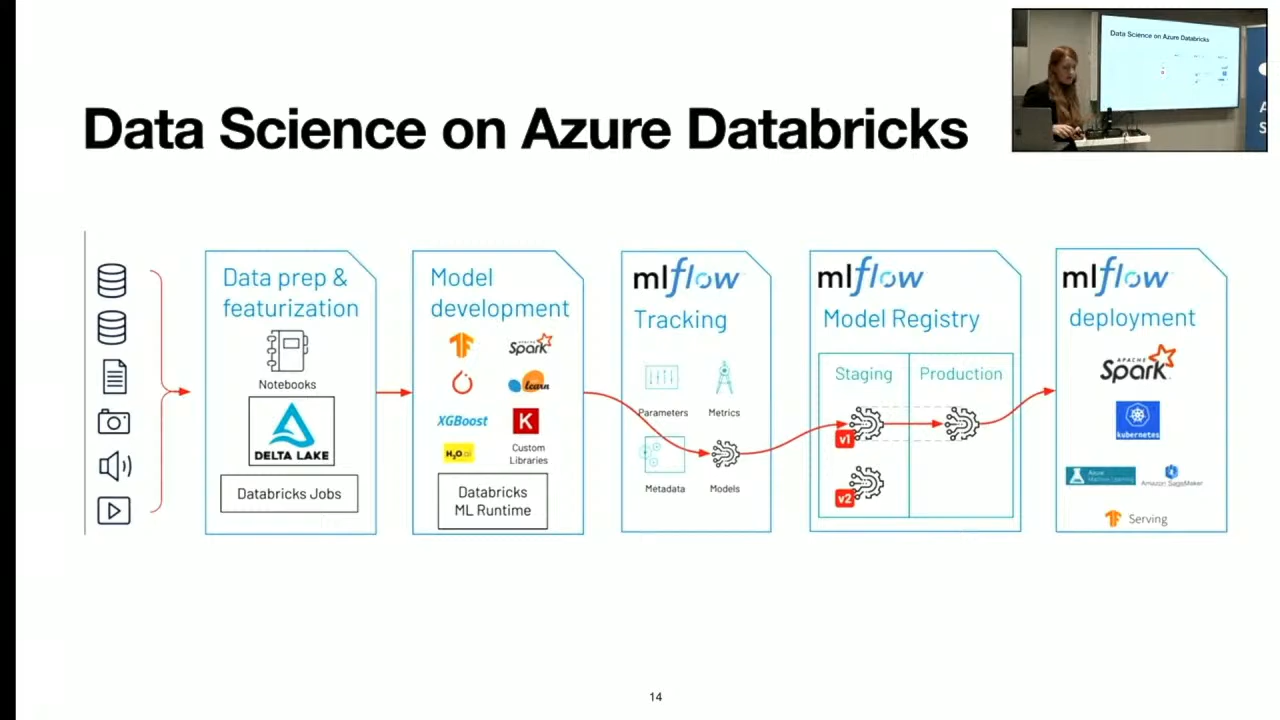 Data Science on Azure Databricks
Data Science on Azure Databricks
Data prep &
featurization
Notebooks
DELTA LAKE
Databricks Jobs
Model
development
APACHE
Spark
learn
XGBoost
K
H2O.ai
Custom
Libraries
Databricks
ML Runtime
mlflow
Tracking
Parameters
Metrics
Metadata
Models
mlflow
Model Registry
Staging
Production
v1
v2
mlflow
deployment
APACHE
Spark
kubernetes
Azure
Machine Learning
Amazon SageMaker
Serving
14